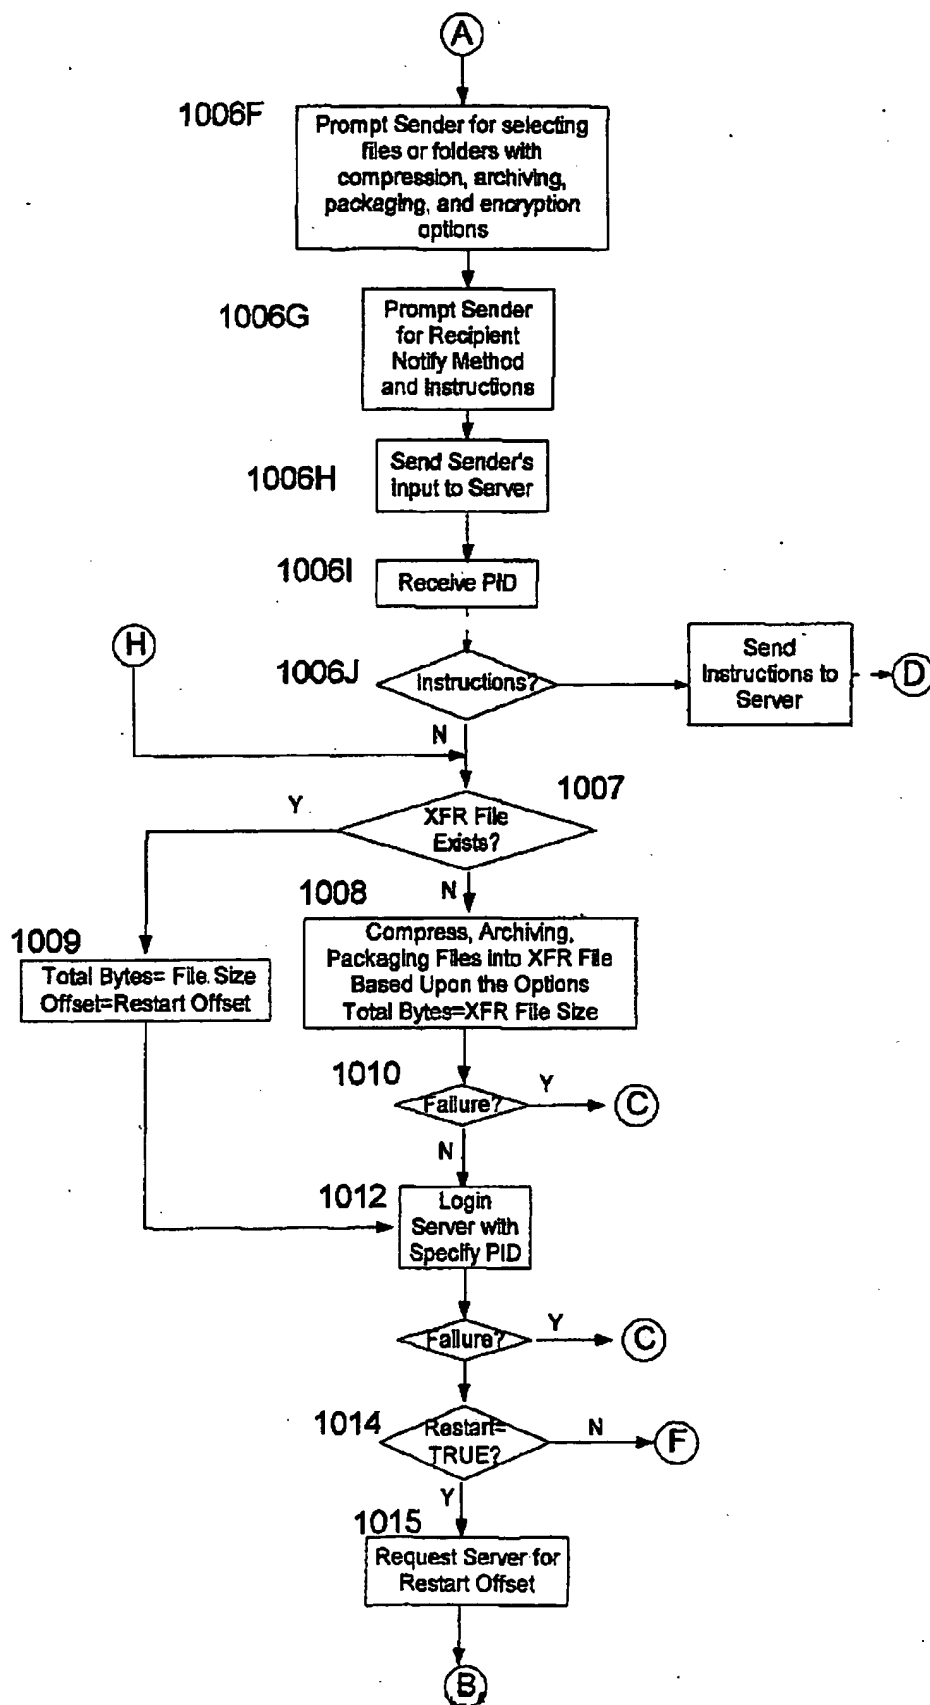 A
1006F
Prompt Sender for selecting
files or folders with
compression, archiving,
packaging, and encryption
options
1006G
Prompt Sender
for Recipient
Notify Method
and Instructions
1006H
Send Sender's
Input to Server
1006I
Receive PID
H
1006J
Instructions?
Send
Instructions to
Server
D
N
1007
Y
XFR File
Exists?
N
1008
Compress, Archiving,
Packaging Files into XFR File
Based Upon the Options
Total Bytes=XFR File Size
1009
Total Bytes= File Size
Offset=Restart Offset
1010
Failure?
Y
C
N
1012
Login
Server with
Specify PID
Failure?
Y
C
1014
Restart=
TRUE?
N
F
Y
1015
Request Server for
Restart Offset
B